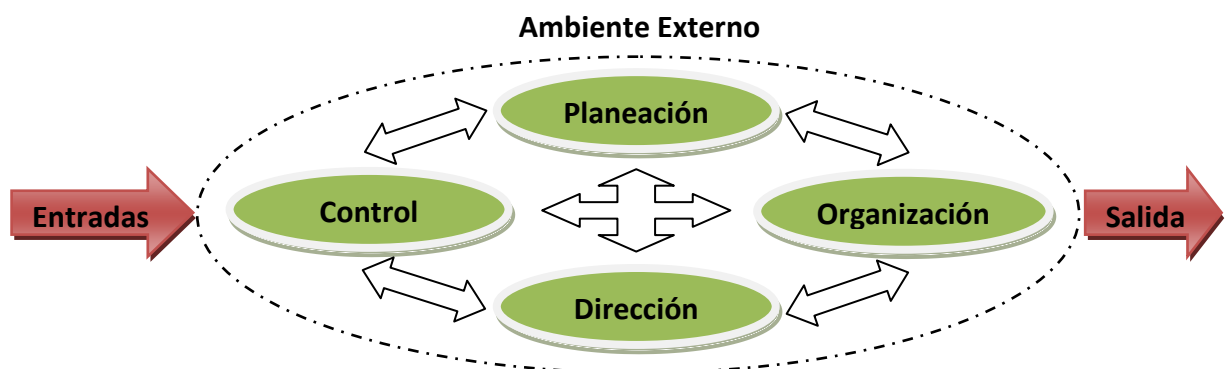 Ambiente Externo
Planeación
Entradas
Control
Organización
Salida
Dirección